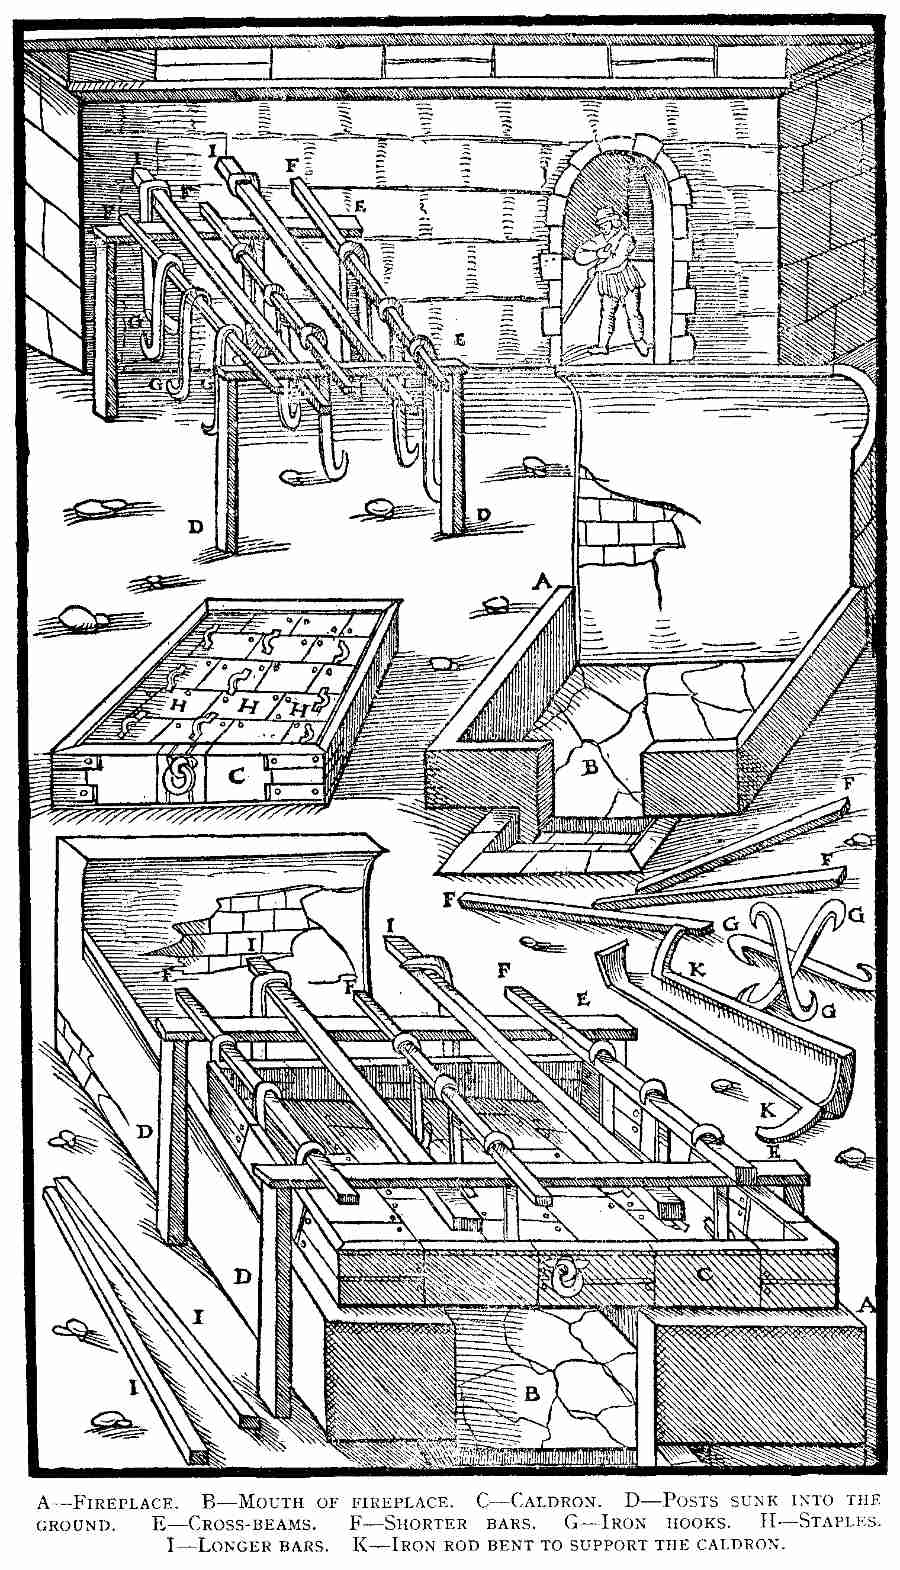 I
I
F
F
F
E
G
E
G
G
D
D
A
H
H
H
C
B
F
F
F
G
G
I
I
K
G
F
F
F
E
K
D
E
D
C
A
I
B
I
A—FIREPLACE. B—MOUTH OF FIREPLACE. C—CALDRON. D—POSTS SUNK INTO THE
GROUND. E—CROSS-BEAMS. F—SHORTER BARS. G—IRON HOOKS. H—STAPLES.
I—LONGER BARS. K—IRON ROD BENT TO SUPPORT THE CALDRON.